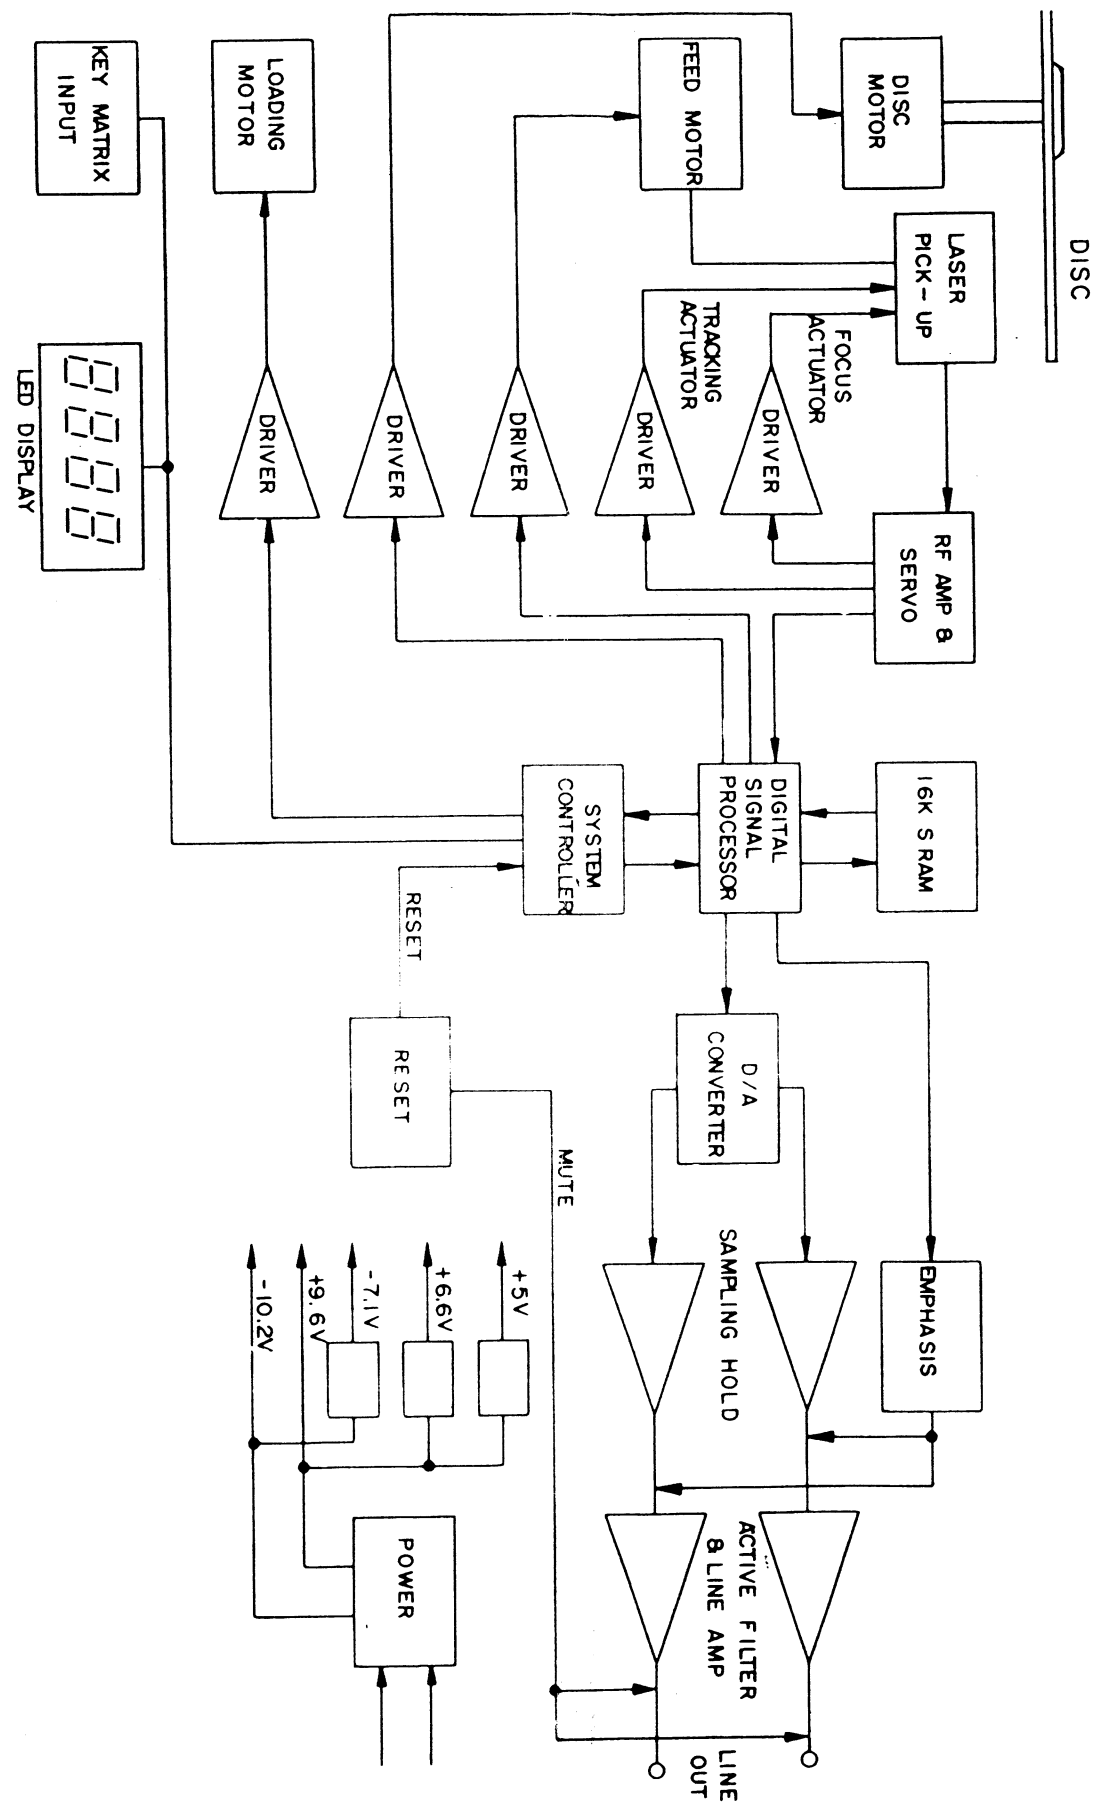 DISC
DISC
MOTOR
LASER
PICK-UP
FEED MOTOR
LOADING
MOTOR
KEY MATRIX
INPUT
FOCUS
ACTUATOR
TRACKING
ACTUATOR
DRIVER
DRIVER
DRIVER
DRIVER
DRIVER
8888
LED DISPLAY
RF AMP &
SERVO
16K SRAM
DIGITAL
SIGNAL
PROCESSOR
SYSTEM
CONTROLLER
RESET
RESET
D/A
CONVERTER
MUTE
EMPHASIS
SAMPLING HOLD
ACTIVE FILTER
& LINE AMP
LINE
OUT
+5V
+6.6V
-7.1V
+9.6V
-10.2V
POWER